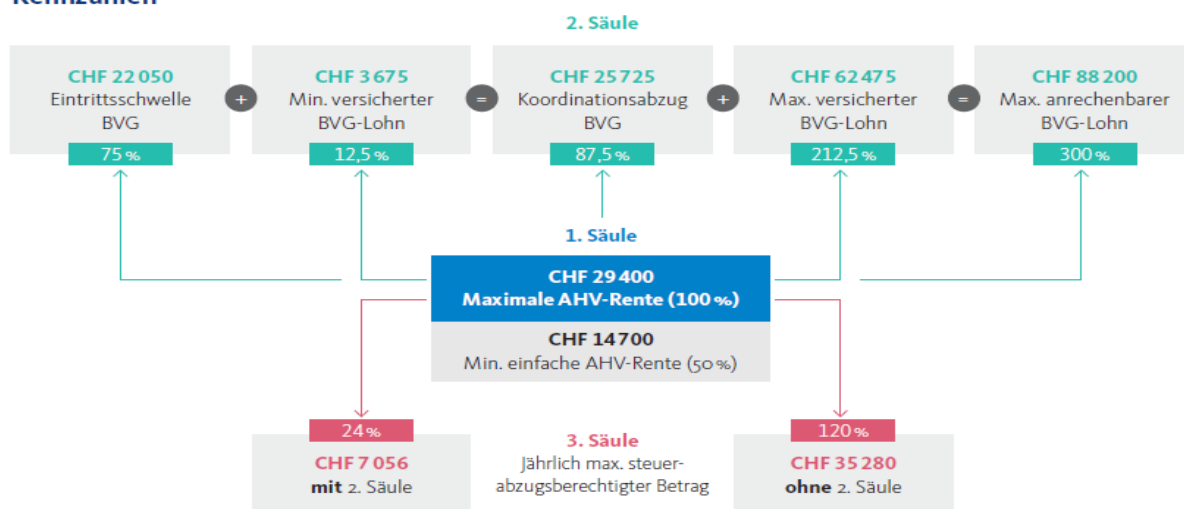 2. Säule
CHF 22 050
Eintrittsschwelle
BVG
75 %
+
CHF 3 675
Min. versicherter
BVG-Lohn
12,5 %
=
CHF 25 725
Koordinationsabzug
BVG
87,5 %
+
CHF 62 475
Max. versicherter
BVG-Lohn
212,5 %
=
CHF 88 200
Max. anrechenbarer
BVG-Lohn
300 %
1. Säule
CHF 29 400
Maximale AHV-Rente (100 %)
CHF 14 700
Min. einfache AHV-Rente (50 %)
24 %
CHF 7 056
mit 2. Säule
3. Säule
Jährlich max. steuer-
abzugsberechtigter Betrag
120 %
CHF 35 280
ohne 2. Säule